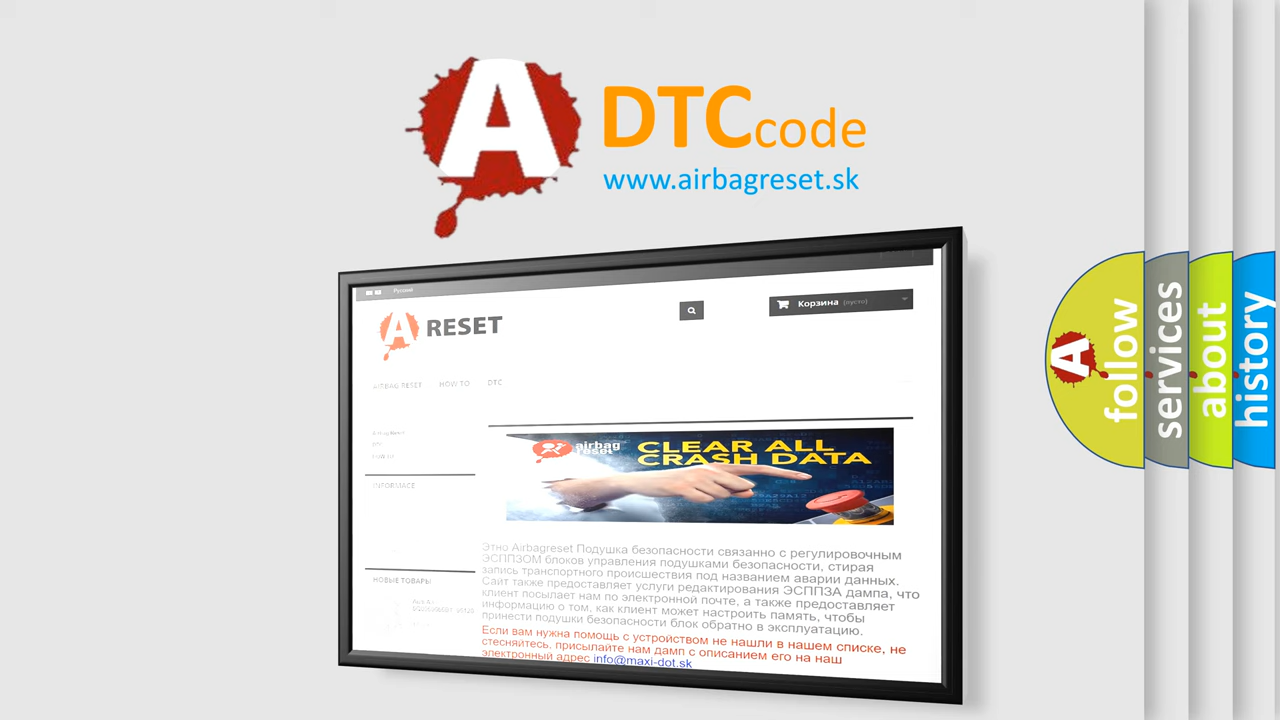 A DTCcode
www.airbagreset.sk
Русский
A RESET
Корзина (пусто)
AIRBAG RESET HOW TO DTC
INFORMACE
airbag
reset
CLEAR ALL
CRASH DATA
Этно Airbagreset Подушка безопасности связанно с регулировочным
ЭСППЗОМ блоков управления подушками безопасности, стирая
запись транспортного происшествия под названием аварии данных.
Сайт также предоставляет услуги редактирования ЭСППЗА дампа, что
клиент посылает нам по электронной почте, а также предоставляет
информацию о том, как клиент может настроить память, чтобы
принести подушки безопасности блок обратно в эксплуатацию.
Если вам нужна помощь с устройством не нашли в нашем списке, не
стесняйтесь, присылайте нам дамп с описанием его на наш
электронный адрес info@maxi-dot.sk
НОВЫЕ ТОВАРЫ
A follow
services
about
history